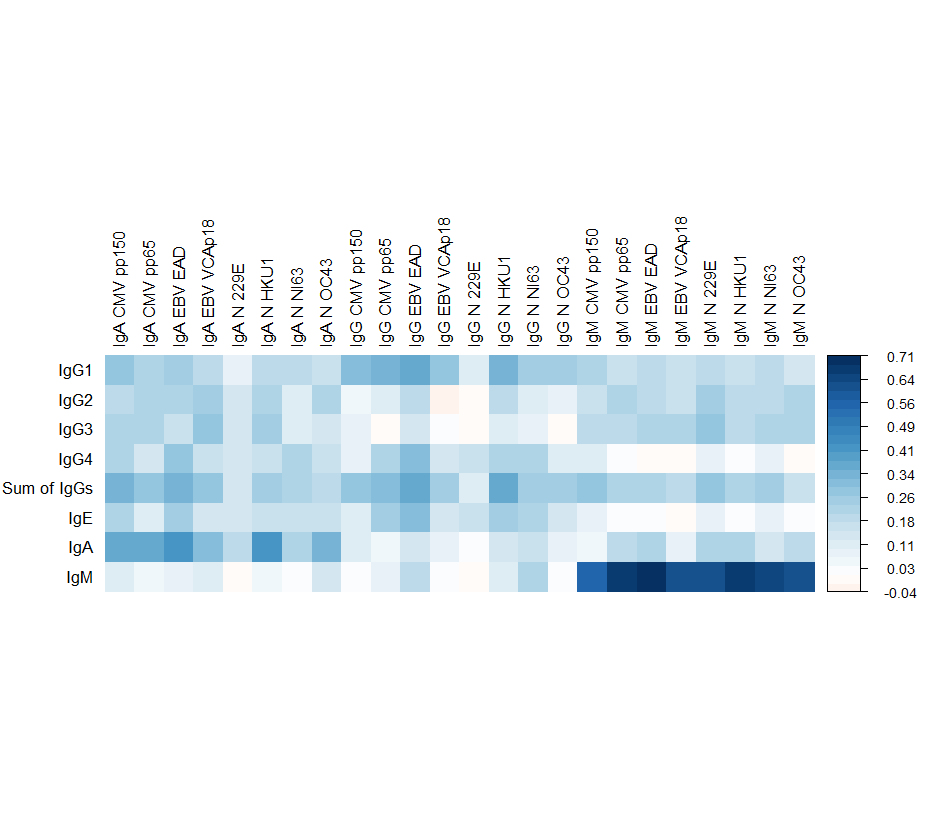 IgA CMV pp150
IgA CMV pp65
IgA EBV EAD
IgA EBV VCAp18
IgA N 229E
IgA N HKU1
IgA N Nl63
IgA N OC43
IgG CMV pp150
IgG CMV pp65
IgG EBV EAD
IgG EBV VCAp18
IgG N 229E
IgG N HKU1
IgG N Nl63
IgG N OC43
IgM CMV pp150
IgM CMV pp65
IgM EBV EAD
IgM EBV VCAp18
IgM N 229E
IgM N HKU1
IgM N Nl63
IgM N OC43
IgG1
IgG2
IgG3
IgG4
Sum of IgGs
IgE
IgA
IgM
0.71
0.64
0.56
0.49
0.41
0.34
0.26
0.18
0.11
0.03
-0.04